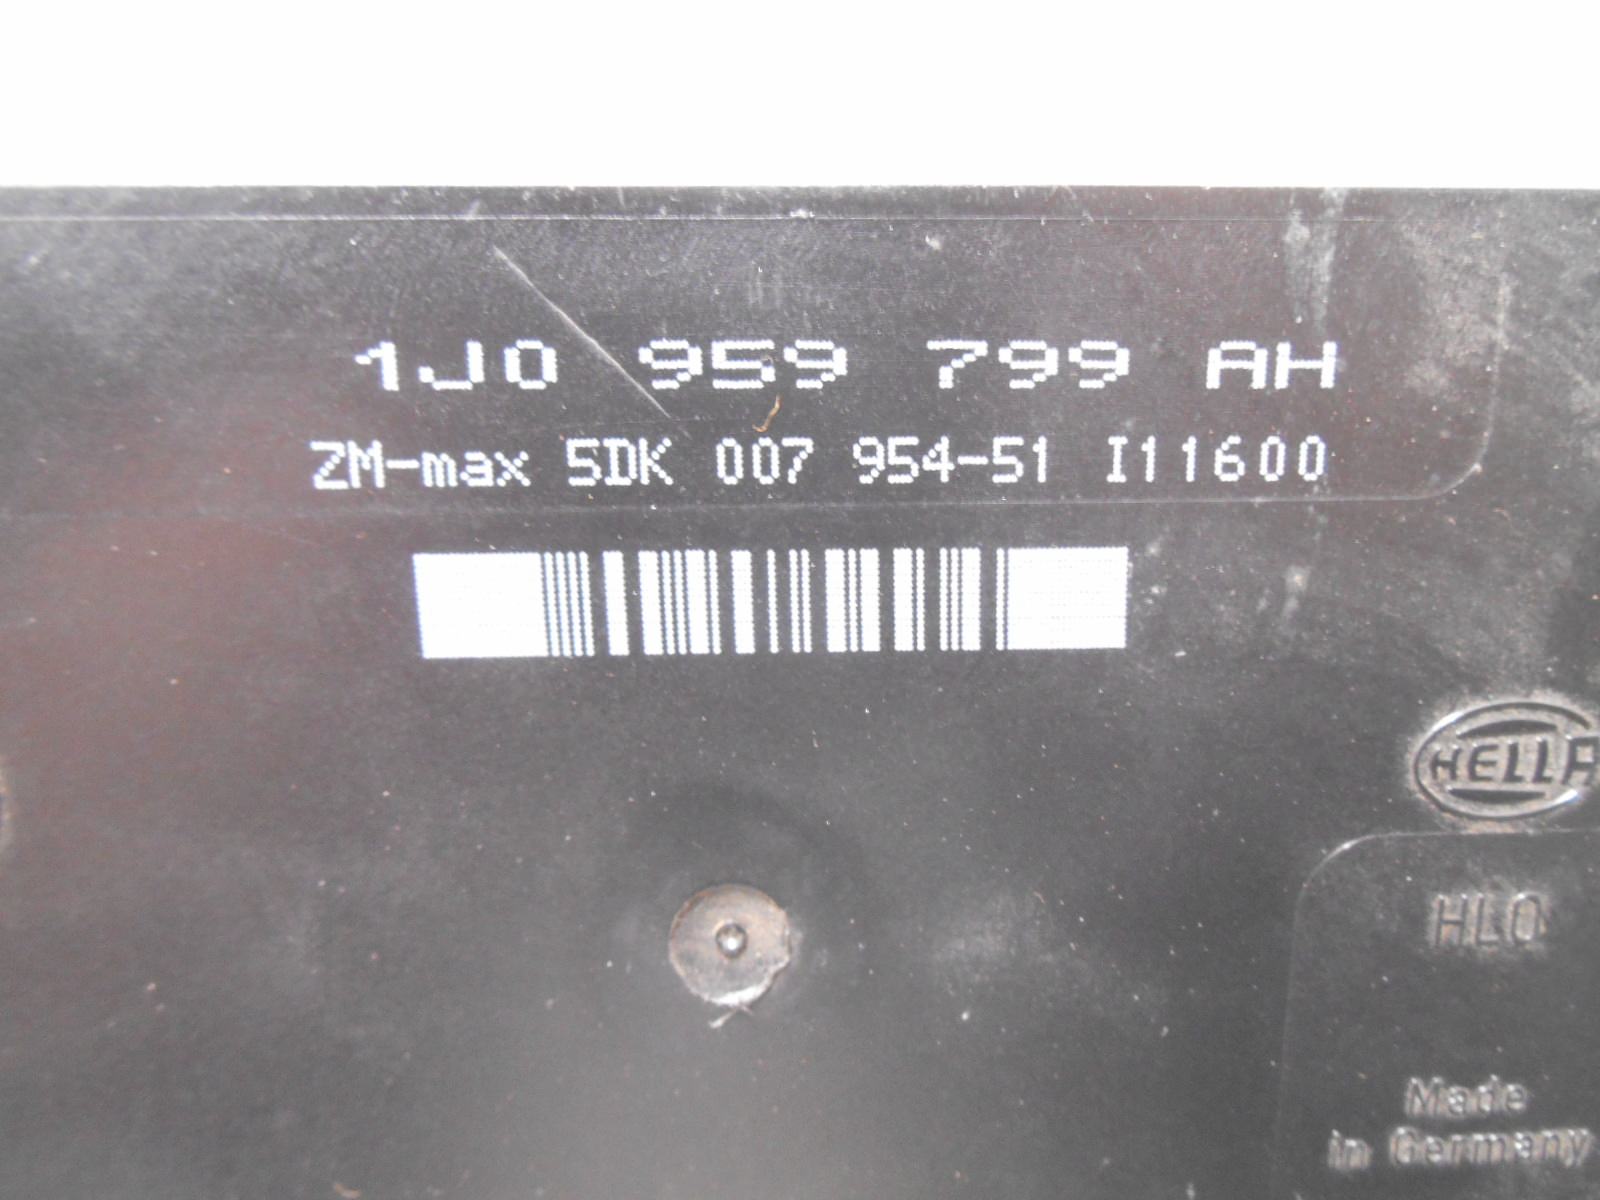 1J0 959 799 AH
ZM-max 5DK 007 954-51 I11600
HELLA
HLO
Made
in Germany